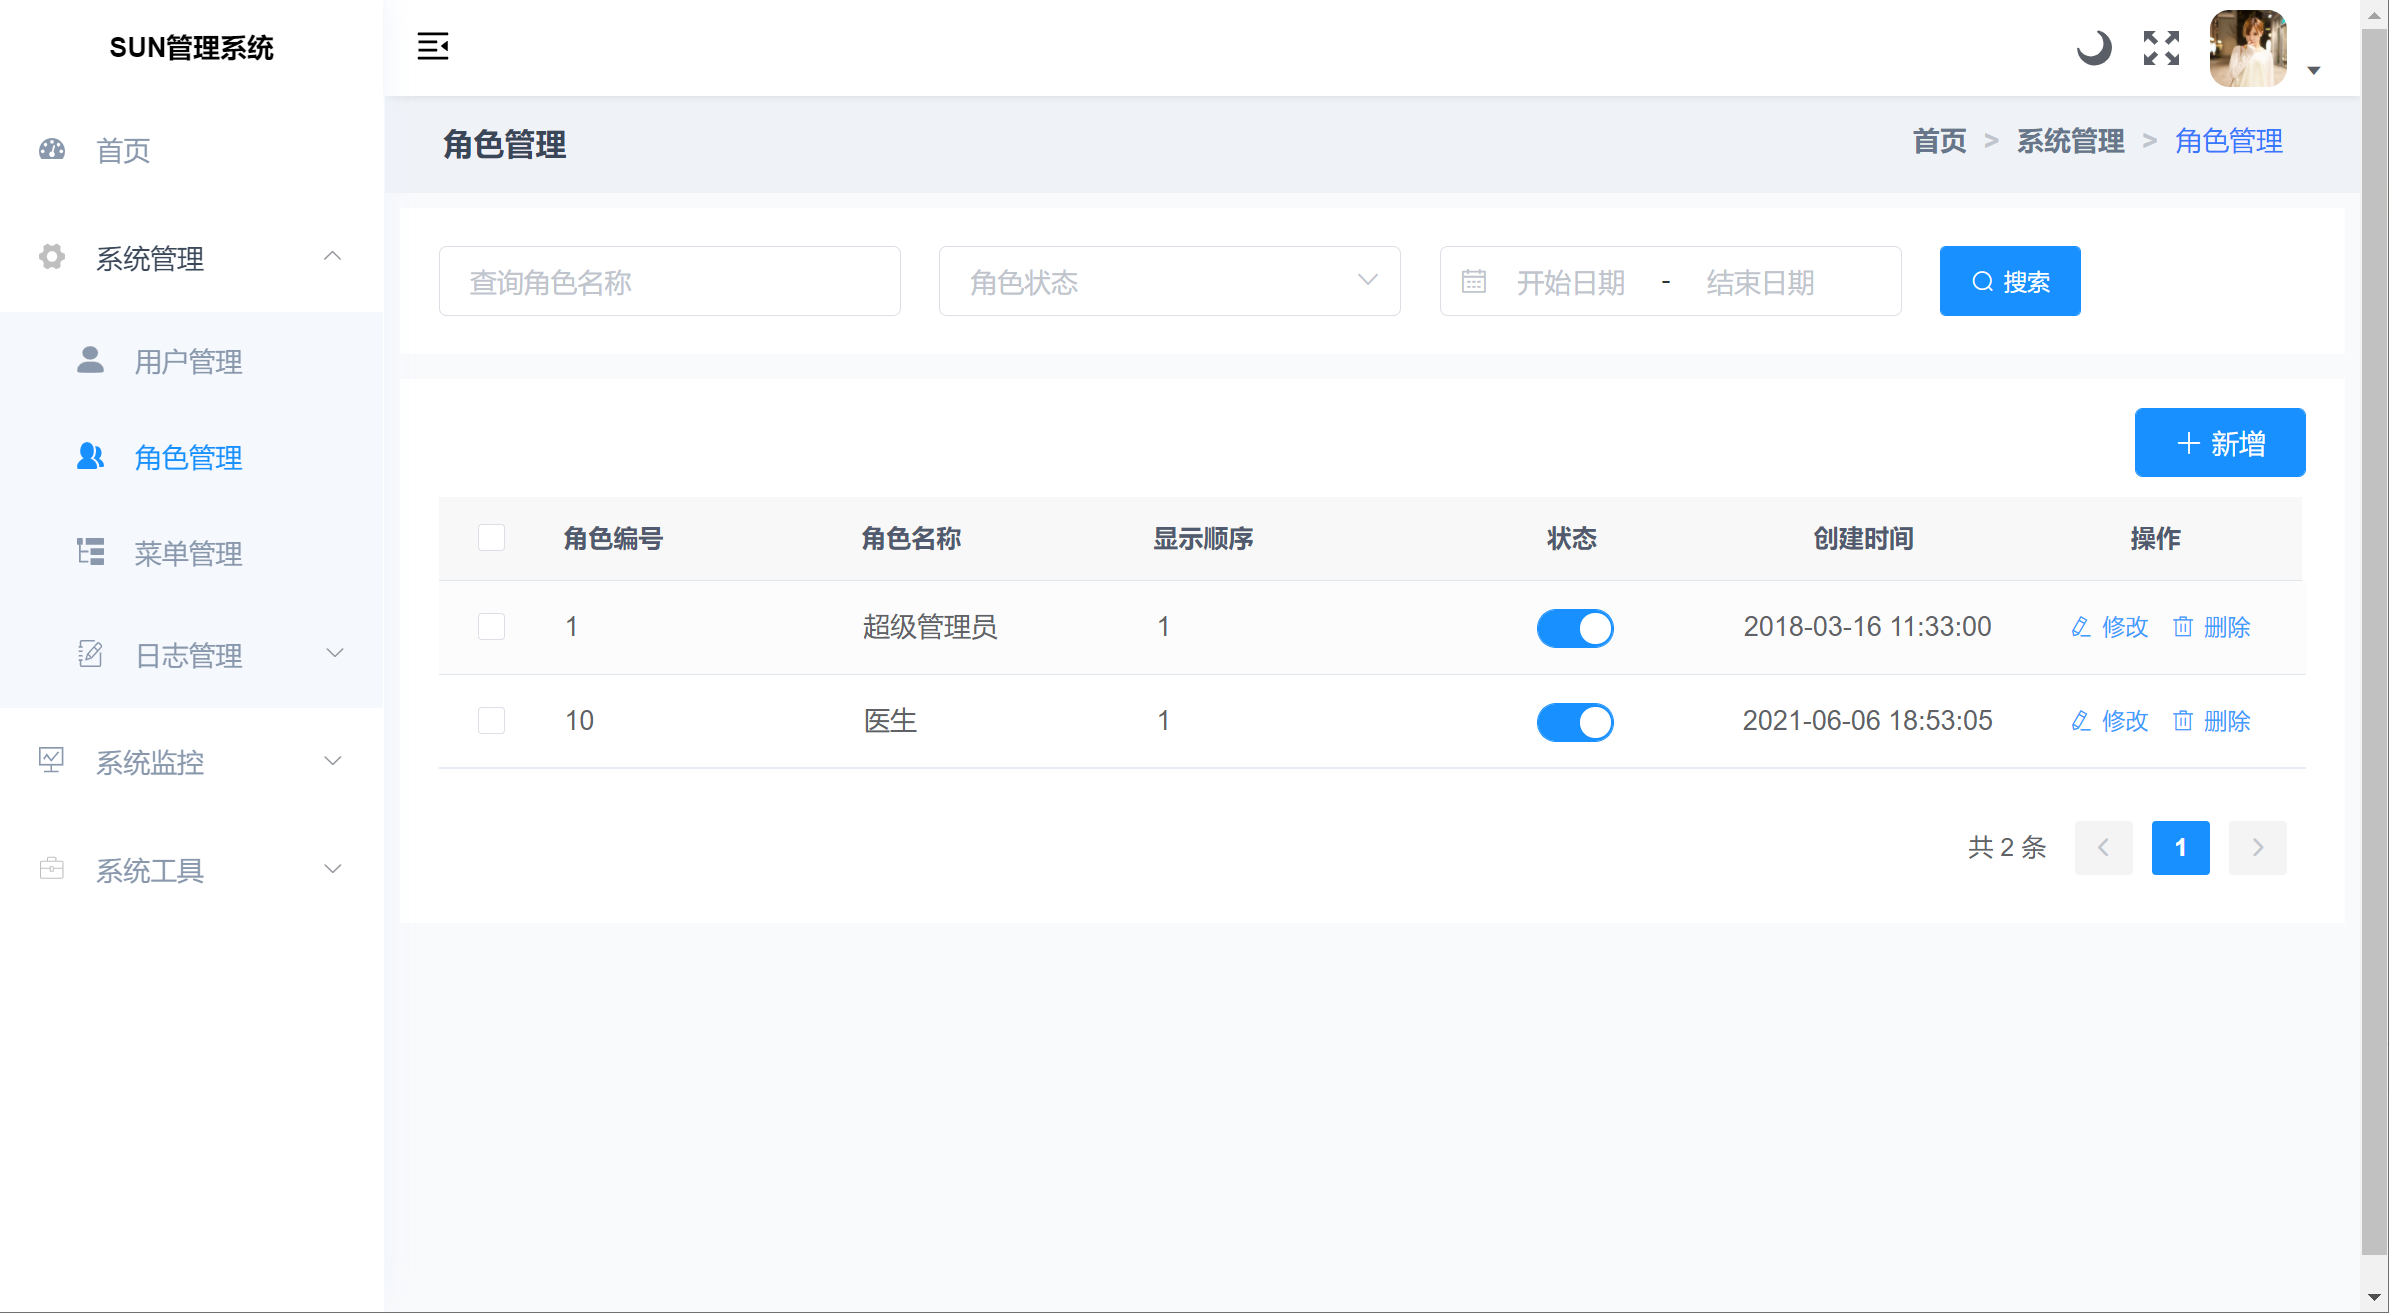 SUN管理系统
首页
系统管理
用户管理
角色管理
菜单管理
日志管理
系统监控
系统工具
角色管理
首页 > 系统管理 > 角色管理
查询角色名称 角色状态 开始日期 - 结束日期 搜索
新增
角色编号 角色名称 显示顺序 状态 创建时间 操作
1 超级管理员 1 2018-03-16 11:33:00 修改 删除
10 医生 1 2021-06-06 18:53:05 修改 删除
共 2 条 1